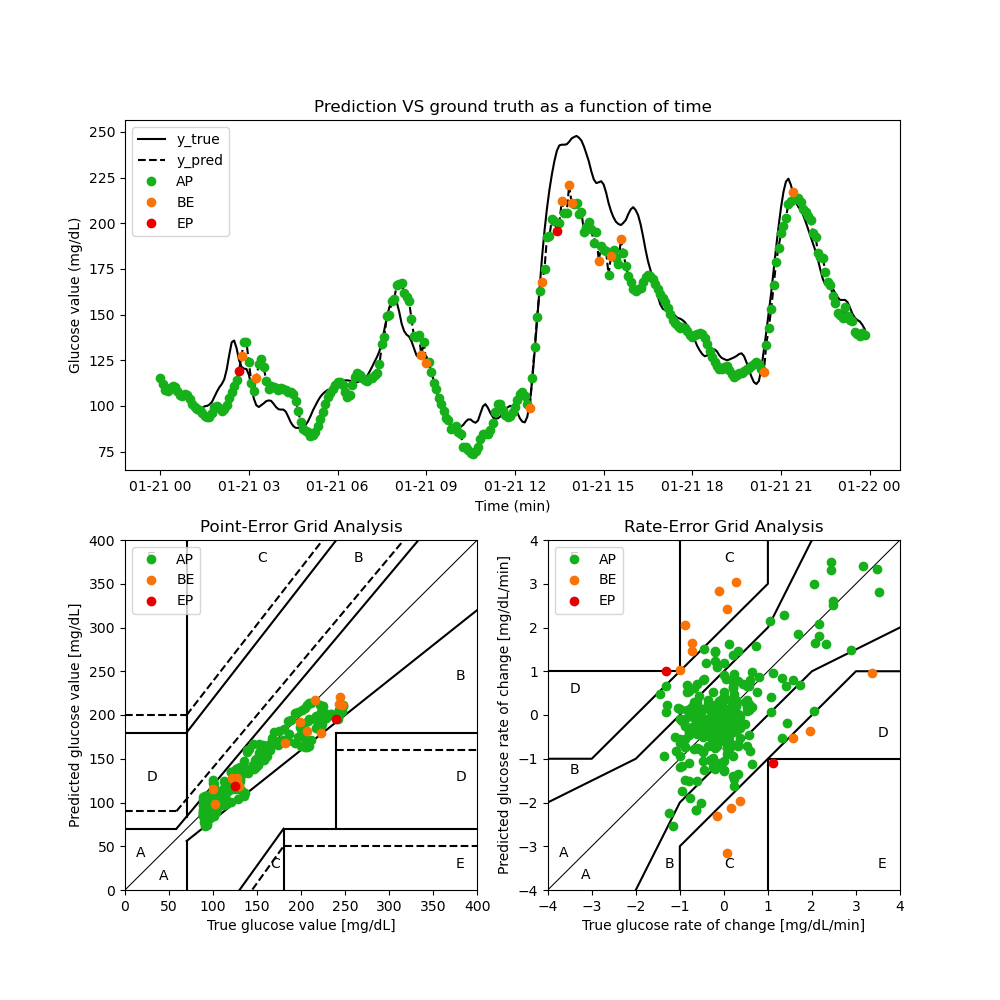 Prediction VS ground truth as a function of time
Glucose value (mg/dL)
250
225
200
175
150
125
100
75
y_true
y_pred
AP
BE
EP
01-21 00 01-21 03 01-21 06 01-21 09 01-21 12 01-21 15 01-21 18 01-21 21 01-22 00
Time (min)
Point-Error Grid Analysis
Predicted glucose value [mg/dL]
400
350
300
250
200
150
100
50
0
AP
BE
EP
C
B
B
D
D
A
A
C
E
0 50 100 150 200 250 300 350 400
True glucose value [mg/dL]
Rate-Error Grid Analysis
Predicted glucose rate of change [mg/dL/min]
4
3
2
1
0
−1
−2
−3
−4
AP
BE
EP
C
D
D
B
A
A
B
C
E
−4 −3 −2 −1 0 1 2 3 4
True glucose rate of change [mg/dL/min]